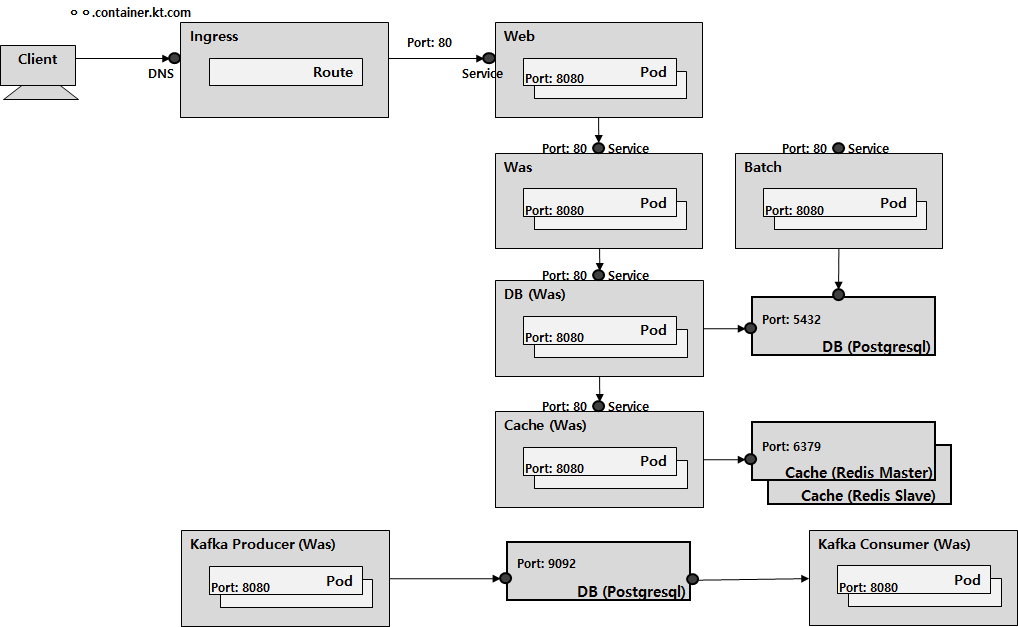 ㅇㅇ.container.kt.com
Client
DNS
Ingress
Route
Port: 80
Service
Web
Port: 8080
Pod
Port: 80
Service
Was
Port: 8080
Pod
Port: 80
Service
Batch
Port: 8080
Pod
Port: 80
Service
DB (Was)
Port: 8080
Pod
Port: 5432
DB (Postgresql)
Port: 80
Service
Cache (Was)
Port: 8080
Pod
Port: 6379
Cache (Redis Master)
Cache (Redis Slave)
Kafka Producer (Was)
Port: 8080
Pod
Port: 9092
DB (Postgresql)
Kafka Consumer (Was)
Port: 8080
Pod